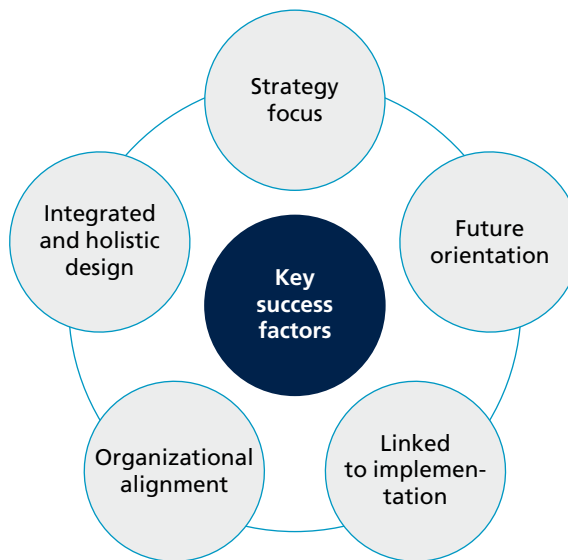 Strategy
focus
Future
orientation
Linked
to implemen-
tation
Organizational
alignment
Integrated
and holistic
design
Key
success
factors